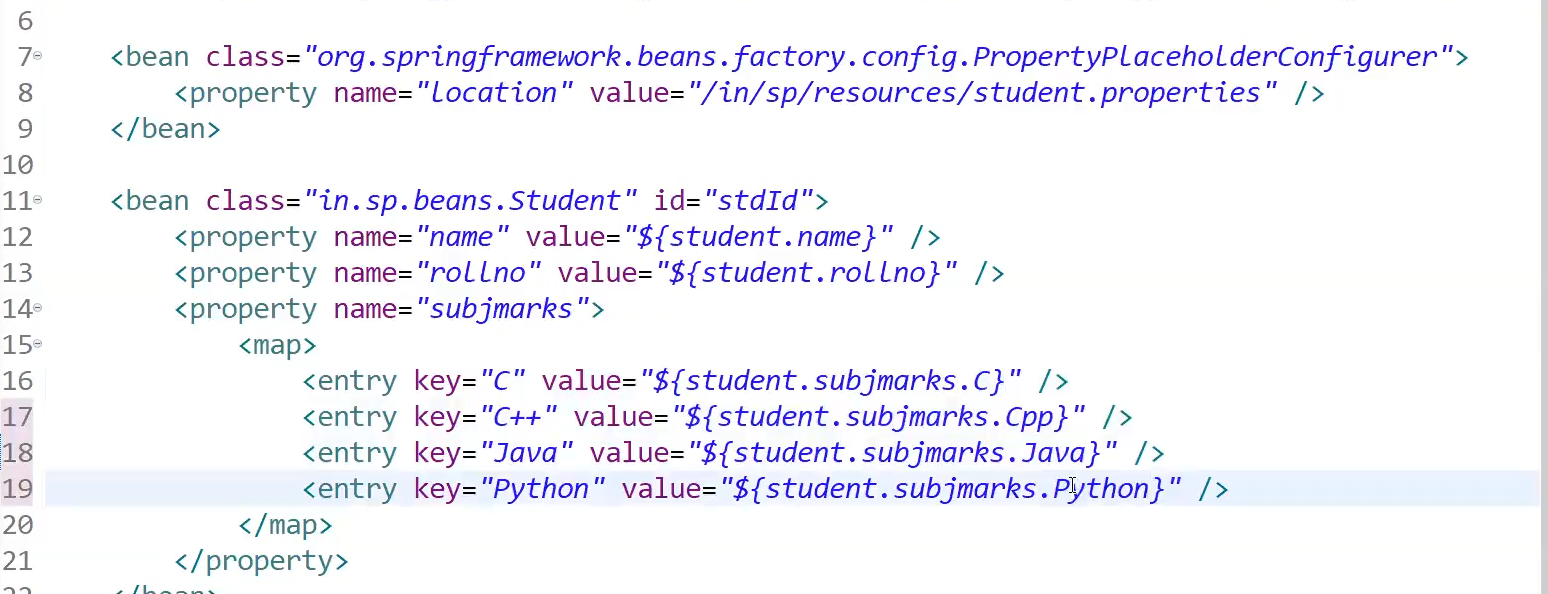 6
7 <bean class="org.springframework.beans.factory.config.PropertyPlaceholderConfigurer">
8 <property name="location" value="/in/sp/resources/student.properties" />
9 </bean>
10
11 <bean class="in.sp.beans.Student" id="stdId">
12 <property name="name" value="${student.name}" />
13 <property name="rollno" value="${student.rollno}" />
14 <property name="subjmarks">
15 <map>
16 <entry key="C" value="${student.subjmarks.C}" />
17 <entry key="C++" value="${student.subjmarks.Cpp}" />
18 <entry key="Java" value="${student.subjmarks.Java}" />
19 <entry key="Python" value="${student.subjmarks.Python}" />
20 </map>
21 </property>
22 </bean>